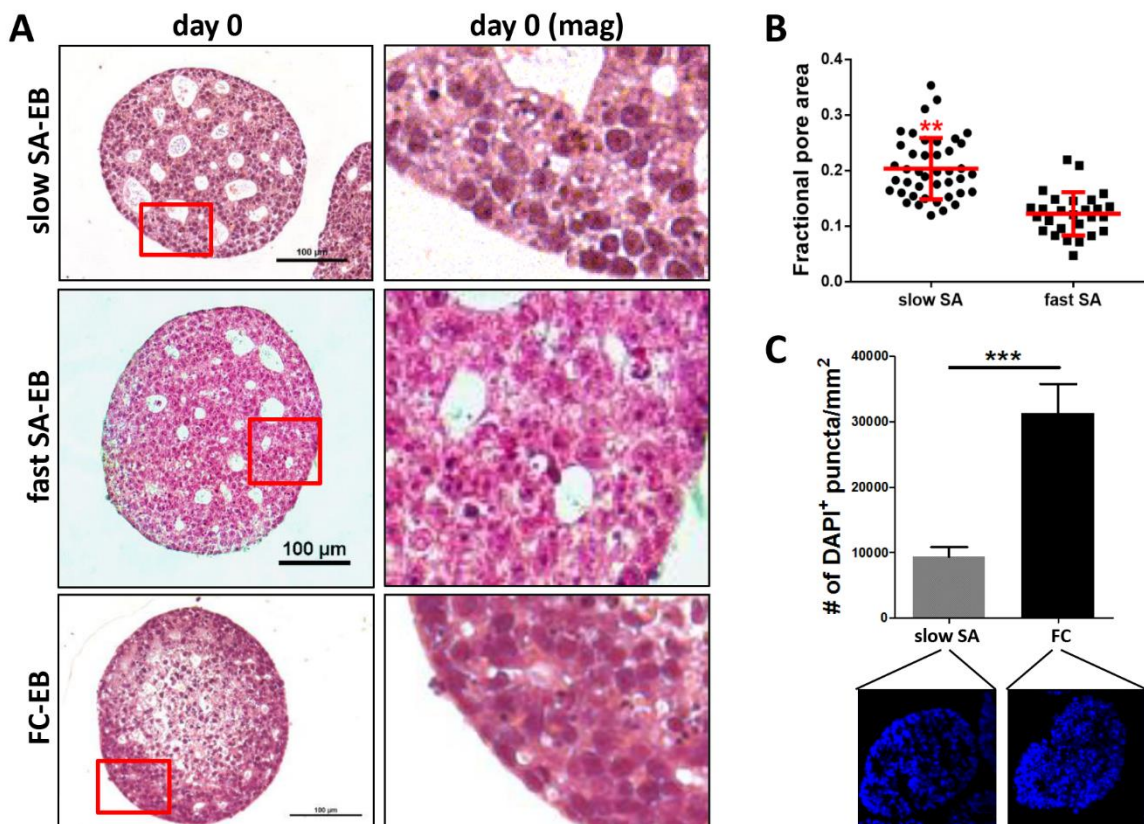 A
day 0
day 0 (mag)
slow SA-EB
100 µm
fast SA-EB
100 µm
FC-EB
100 µm
B
Fractional pore area
0.4
0.3
0.2
0.1
0.0
**
slow SA
fast SA
C
# of DAPI⁺ puncta/mm²
40000
30000
20000
10000
0
***
slow SA
FC